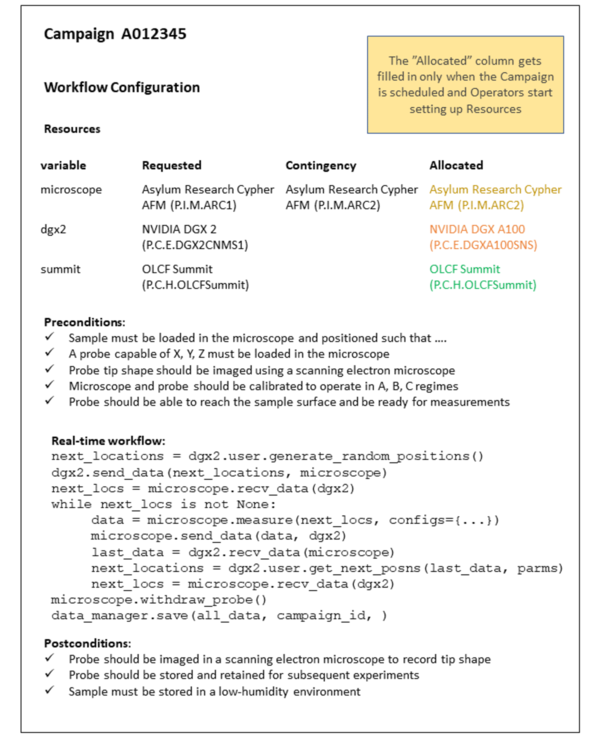 Campaign A012345
The ”Allocated” column gets
filled in only when the Campaign
is scheduled and Operators start
setting up Resources
Workflow Configuration
Resources
variable Requested Contingency Allocated
microscope Asylum Research Cypher Asylum Research Cypher Asylum Research Cypher
AFM (P.I.M.ARC1) AFM (P.I.M.ARC2) AFM (P.I.M.ARC2)
dgx2 NVIDIA DGX 2 NVIDIA DGX A100
(P.C.E.DGX2CNMS1) (P.C.E.DGXA100SNS)
summit OLCF Summit OLCF Summit
(P.C.H.OLCFSummit) (P.C.H.OLCFSummit)
Preconditions:
✓ Sample must be loaded in the microscope and positioned such that ....
✓ A probe capable of X, Y, Z must be loaded in the microscope
✓ Probe tip shape should be imaged using a scanning electron microscope
✓ Microscope and probe should be calibrated to operate in A, B, C regimes
✓ Probe should be able to reach the sample surface and be ready for measurements
Real-time workflow:
next_locations = dgx2.user.generate_random_positions()
dgx2.send_data(next_locations, microscope)
next_locs = microscope.recv_data(dgx2)
while next_locs is not None:
data = microscope.measure(next_locs, configs={...})
microscope.send_data(data, dgx2)
last_data = dgx2.recv_data(microscope)
next_locations = dgx2.user.get_next_posns(last_data, parms)
next_locs = microscope.recv_data(dgx2)
microscope.withdraw_probe()
data_manager.save(all_data, campaign_id, )
Postconditions:
✓ Probe should be imaged in a scanning electron microscope to record tip shape
✓ Probe should be stored and retained for subsequent experiments
✓ Sample must be stored in a low-humidity environment